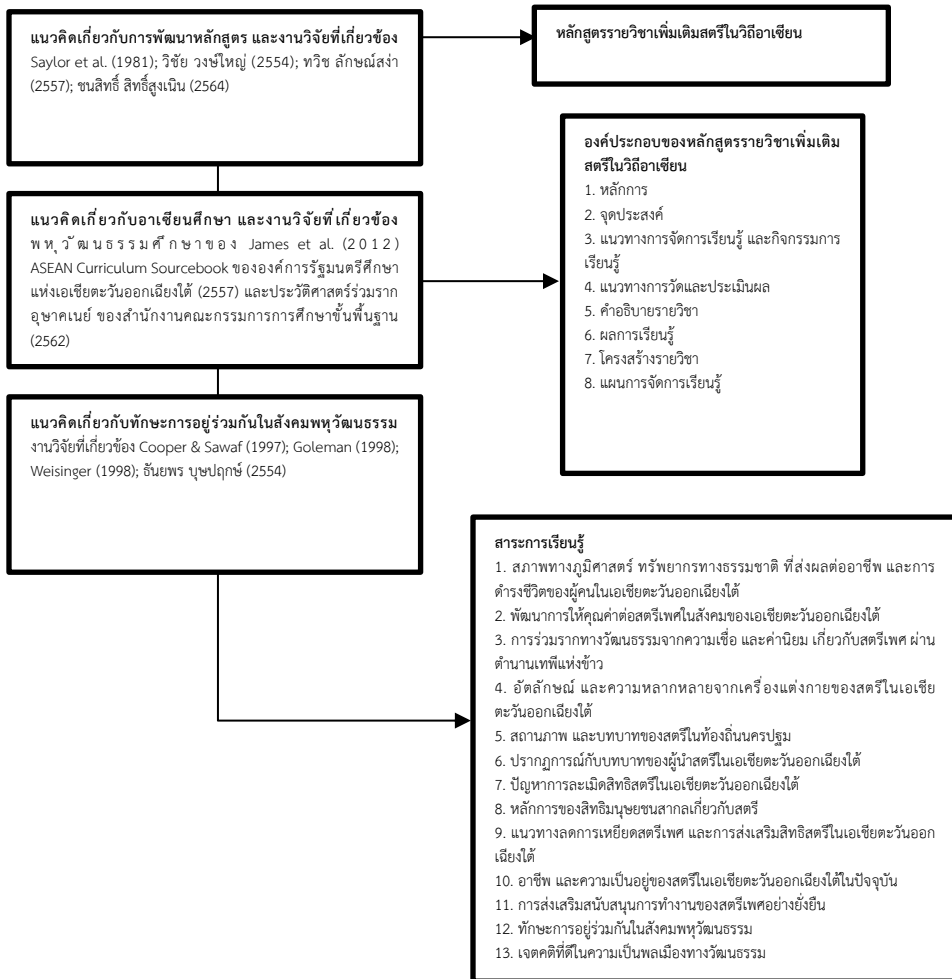 แนวคิดเกี่ยวกับการพัฒนาหลักสูตร และงานวิจัยที่เกี่ยวข้อง
Saylor et al. (1981); วิชัย วงษ์ใหญ่ (2554); ทวิช ลักษณ์สง่า
(2557); ชนสิทธิ์ สิทธิ์สูงเนิน (2564)
หลักสูตรรายวิชาเพิ่มเติมสตรีในวิถีอาเซียน
แนวคิดเกี่ยวกับอาเซียนศึกษา และงานวิจัยที่เกี่ยวข้อง
พหุวัฒนธรรมศึกษาของ James et al. (2012)
ASEAN Curriculum Sourcebook ขององค์การรัฐมนตรีศึกษา
แห่งเอเชียตะวันออกเฉียงใต้ (2557) และประวัติศาสตร์ร่วมราก
อุษาคเนย์ ของสำนักงานคณะกรรมการการศึกษาขั้นพื้นฐาน
(2562)
องค์ประกอบของหลักสูตรรายวิชาเพิ่มเติม
สตรีในวิถีอาเซียน
1. หลักการ
2. จุดประสงค์
3. แนวทางการจัดการเรียนรู้ และกิจกรรมการ
เรียนรู้
4. แนวทางการวัดและประเมินผล
5. คำอธิบายรายวิชา
6. ผลการเรียนรู้
7. โครงสร้างรายวิชา
8. แผนการจัดการเรียนรู้
แนวคิดเกี่ยวกับทักษะการอยู่ร่วมกันในสังคมพหุวัฒนธรรม
งานวิจัยที่เกี่ยวข้อง Cooper & Sawaf (1997); Goleman (1998);
Weisinger (1998); ธันยพร บุษปฤกษ์ (2554)
สาระการเรียนรู้
1. สภาพทางภูมิศาสตร์ ทรัพยากรทางธรรมชาติ ที่ส่งผลต่ออาชีพ และการ
ดำรงชีวิตของผู้คนในเอเชียตะวันออกเฉียงใต้
2. พัฒนาการให้คุณค่าต่อสตรีเพศในสังคมของเอเชียตะวันออกเฉียงใต้
3. การร่วมรากทางวัฒนธรรมจากความเชื่อ และค่านิยม เกี่ยวกับสตรีเพศ ผ่าน
ตำนานเทพีแห่งข้าว
4. อัตลักษณ์ และความหลากหลายจากเครื่องแต่งกายของสตรีในเอเชีย
ตะวันออกเฉียงใต้
5. สถานภาพ และบทบาทของสตรีในท้องถิ่นนครปฐม
6. ปรากฏการณ์กับบทบาทของผู้นำสตรีในเอเชียตะวันออกเฉียงใต้
7. ปัญหาการละเมิดสิทธิสตรีในเอเชียตะวันออกเฉียงใต้
8. หลักการของสิทธิมนุษยชนสากลเกี่ยวกับสตรี
9. แนวทางลดการเหยียดสตรีเพศ และการส่งเสริมสิทธิสตรีในเอเชียตะวันออก
เฉียงใต้
10. อาชีพ และความเป็นอยู่ของสตรีในเอเชียตะวันออกเฉียงใต้ในปัจจุบัน
11. การส่งเสริมสนับสนุนการทำงานของสตรีเพศอย่างยั่งยืน
12. ทักษะการอยู่ร่วมกันในสังคมพหุวัฒนธรรม
13. เจตคติที่ดีในความเป็นพลเมืองทางวัฒนธรรม